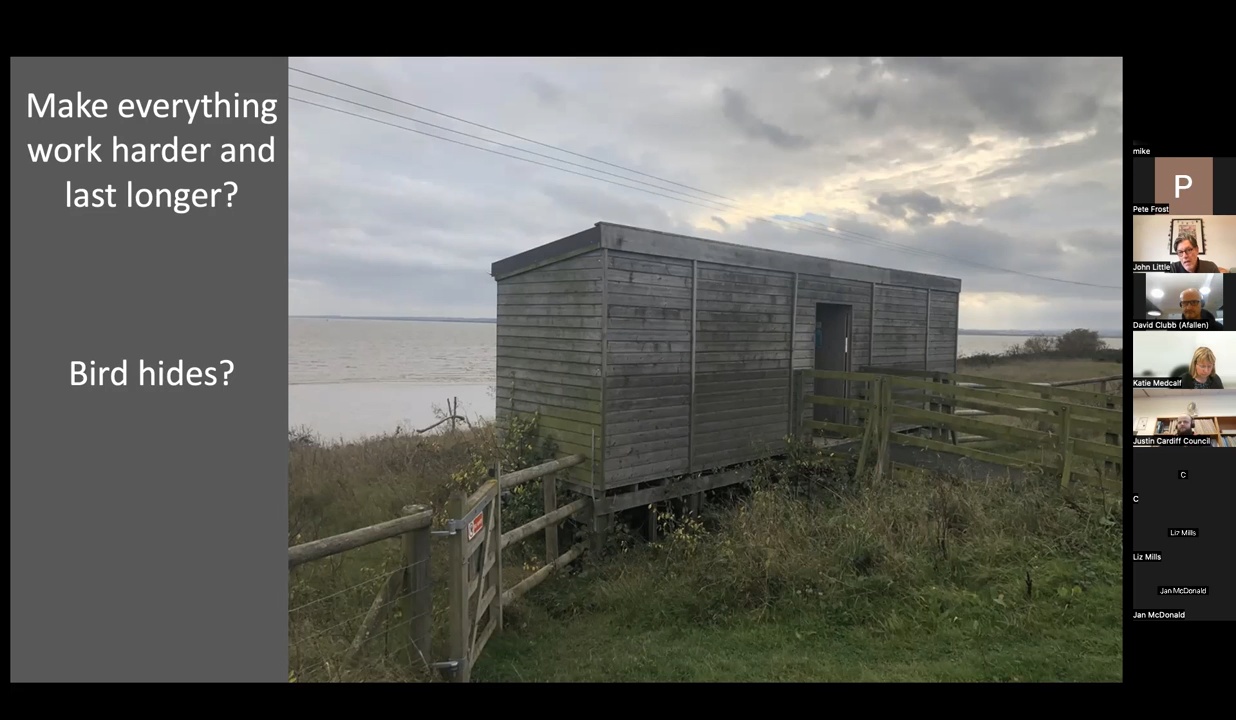 Make everything
work harder and
last longer?
Bird hides?
mike
P
Pete Frost
John Little
David Clubb (Afallen)
Katie Medcalf
Justin Cardiff Council
C
C
Liz Mills
Liz Mills
Jan McDonald
Jan McDonald